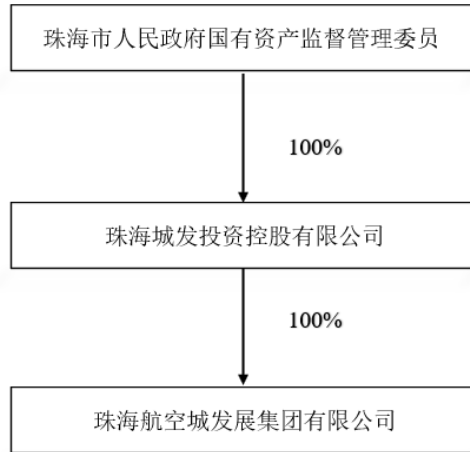 珠海市人民政府国有资产监督管理委员
100%
珠海城发投资控股有限公司
100%
珠海航空城发展集团有限公司